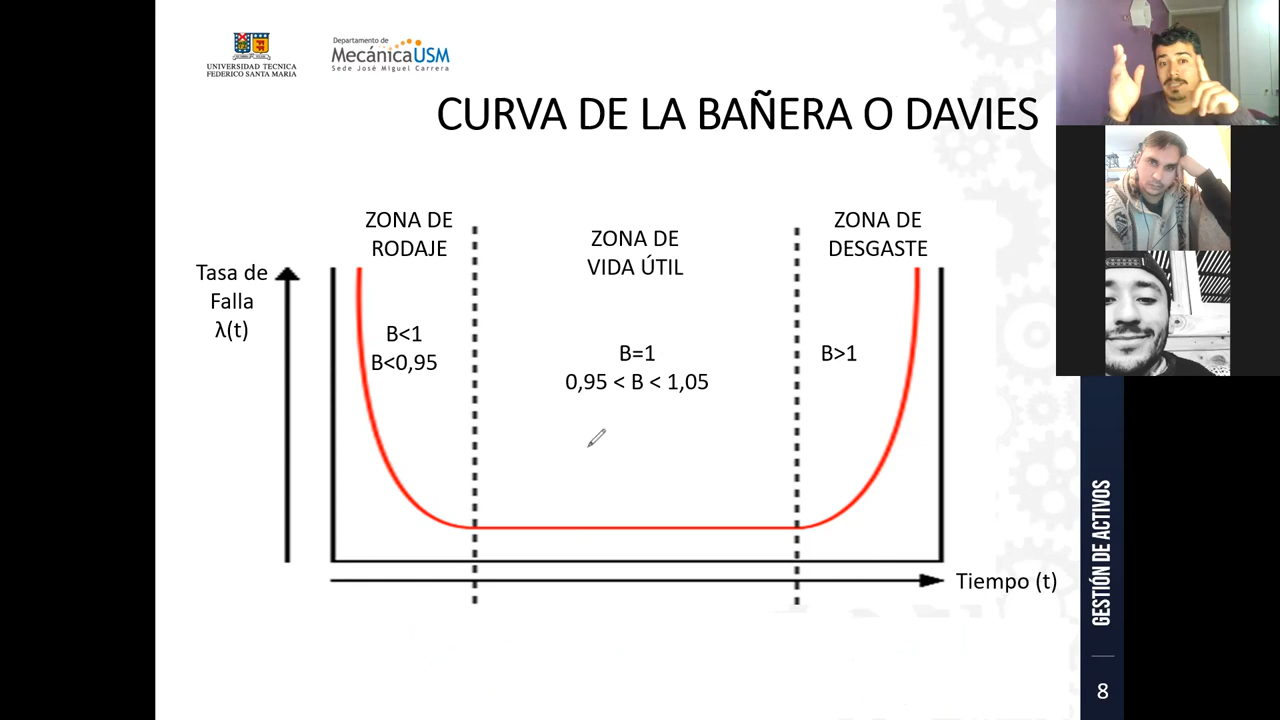 UNIVERSIDAD TECNICA
FEDERICO SANTA MARIA
Departamento de
MecánicaUSM
Sede José Miguel Carrera
CURVA DE LA BAÑERA O DAVIES
ZONA DE
RODAJE
ZONA DE
VIDA ÚTIL
ZONA DE
DESGASTE
Tasa de
Falla
λ(t)
B<1
B<0,95
B=1
0,95 < B < 1,05
B>1
Tiempo (t)
GESTIÓN DE ACTIVOS
8